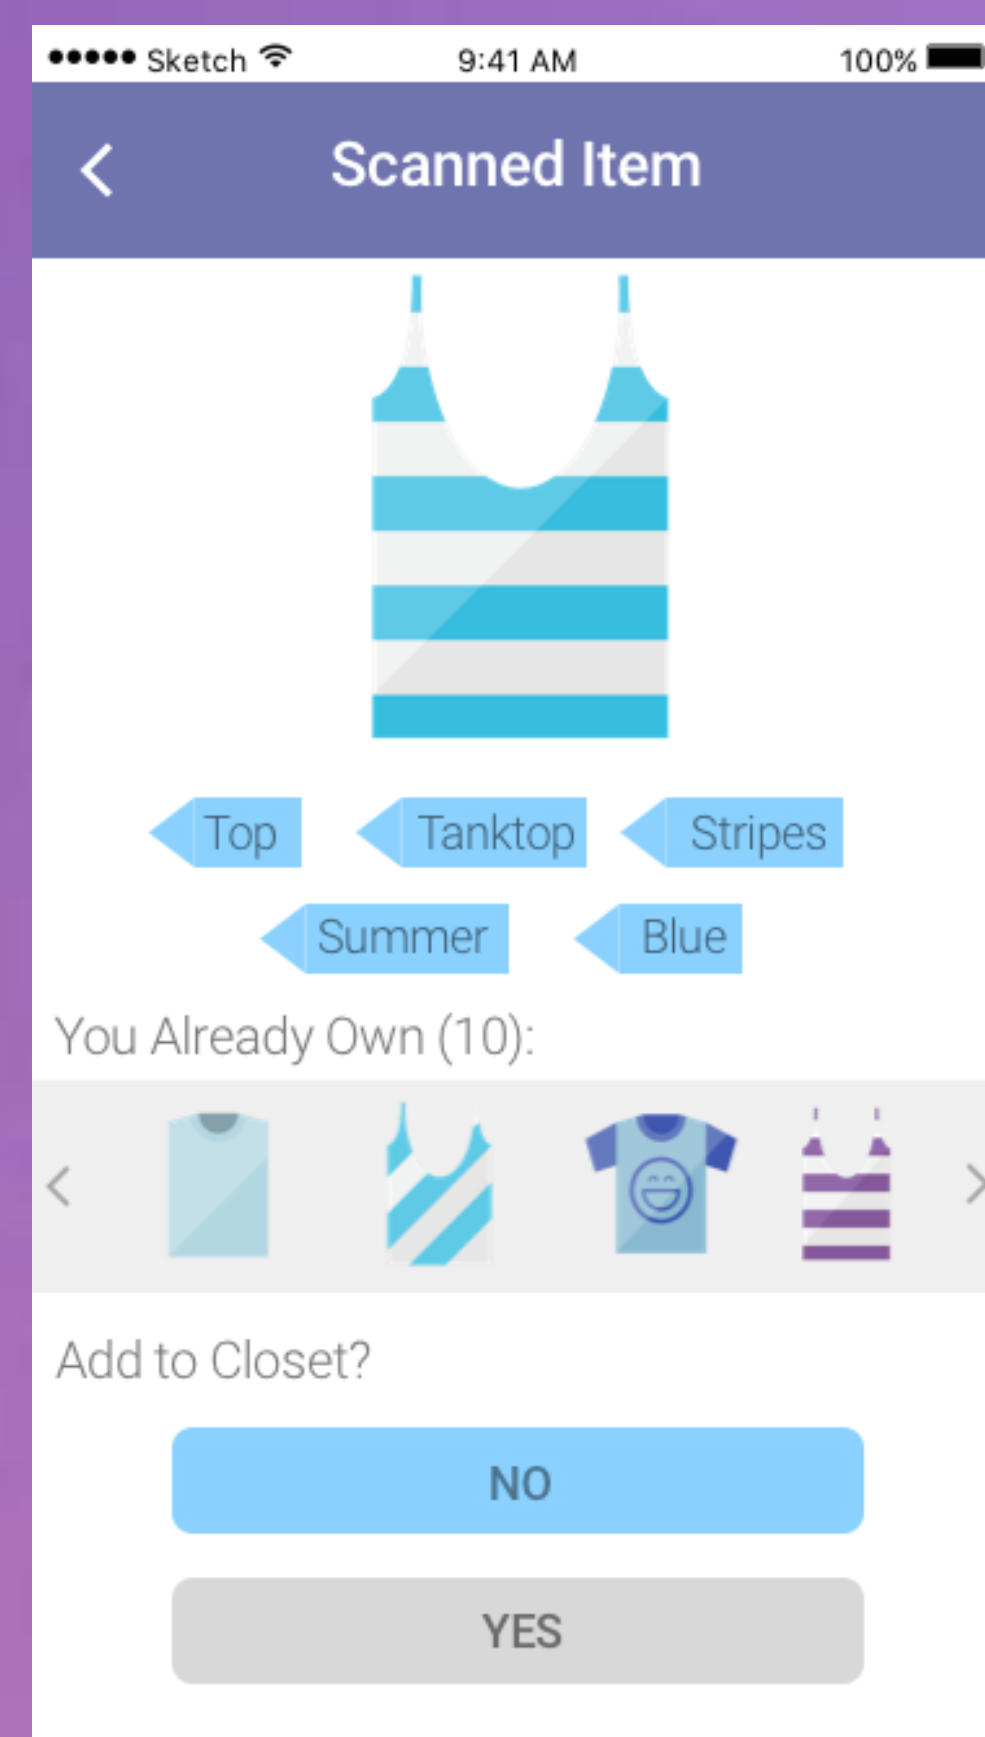 Sketch 9:41 AM 100%
Scanned Item
Top Tanktop Stripes
Summer Blue
You Already Own (10):
Add to Closet?
NO
YES